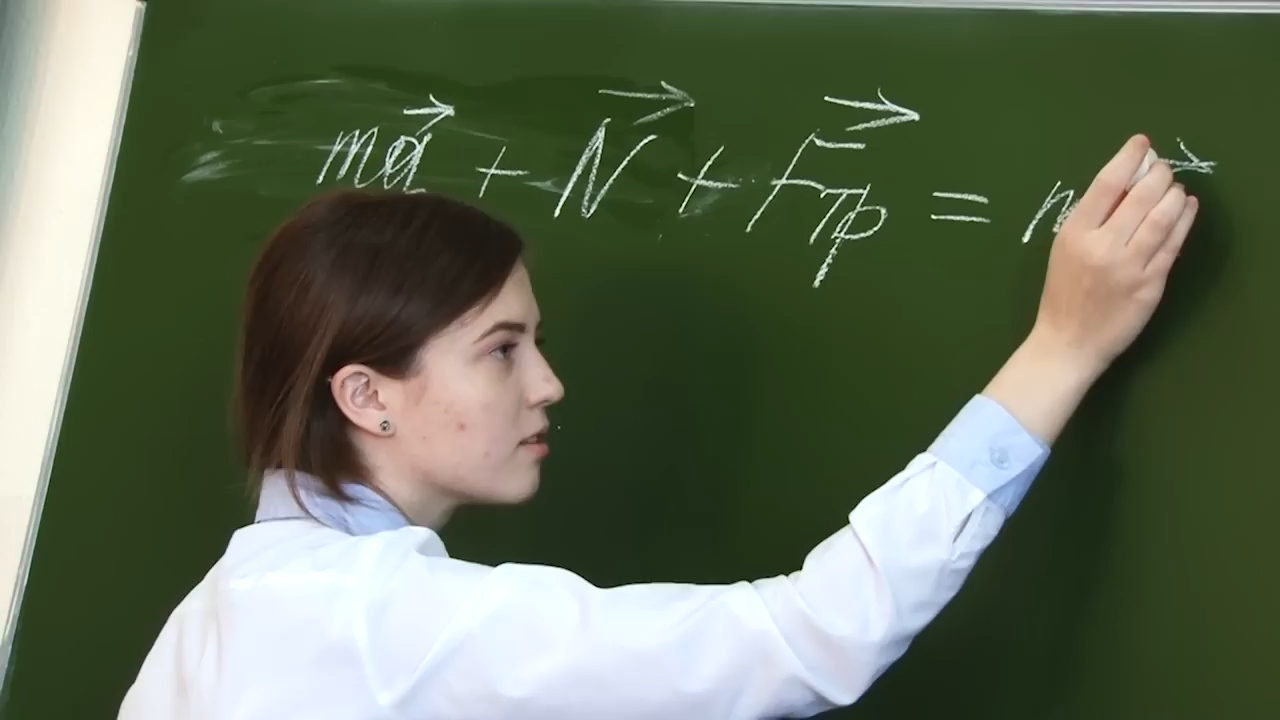 ma⃗ + N⃗ + F⃗тр = m